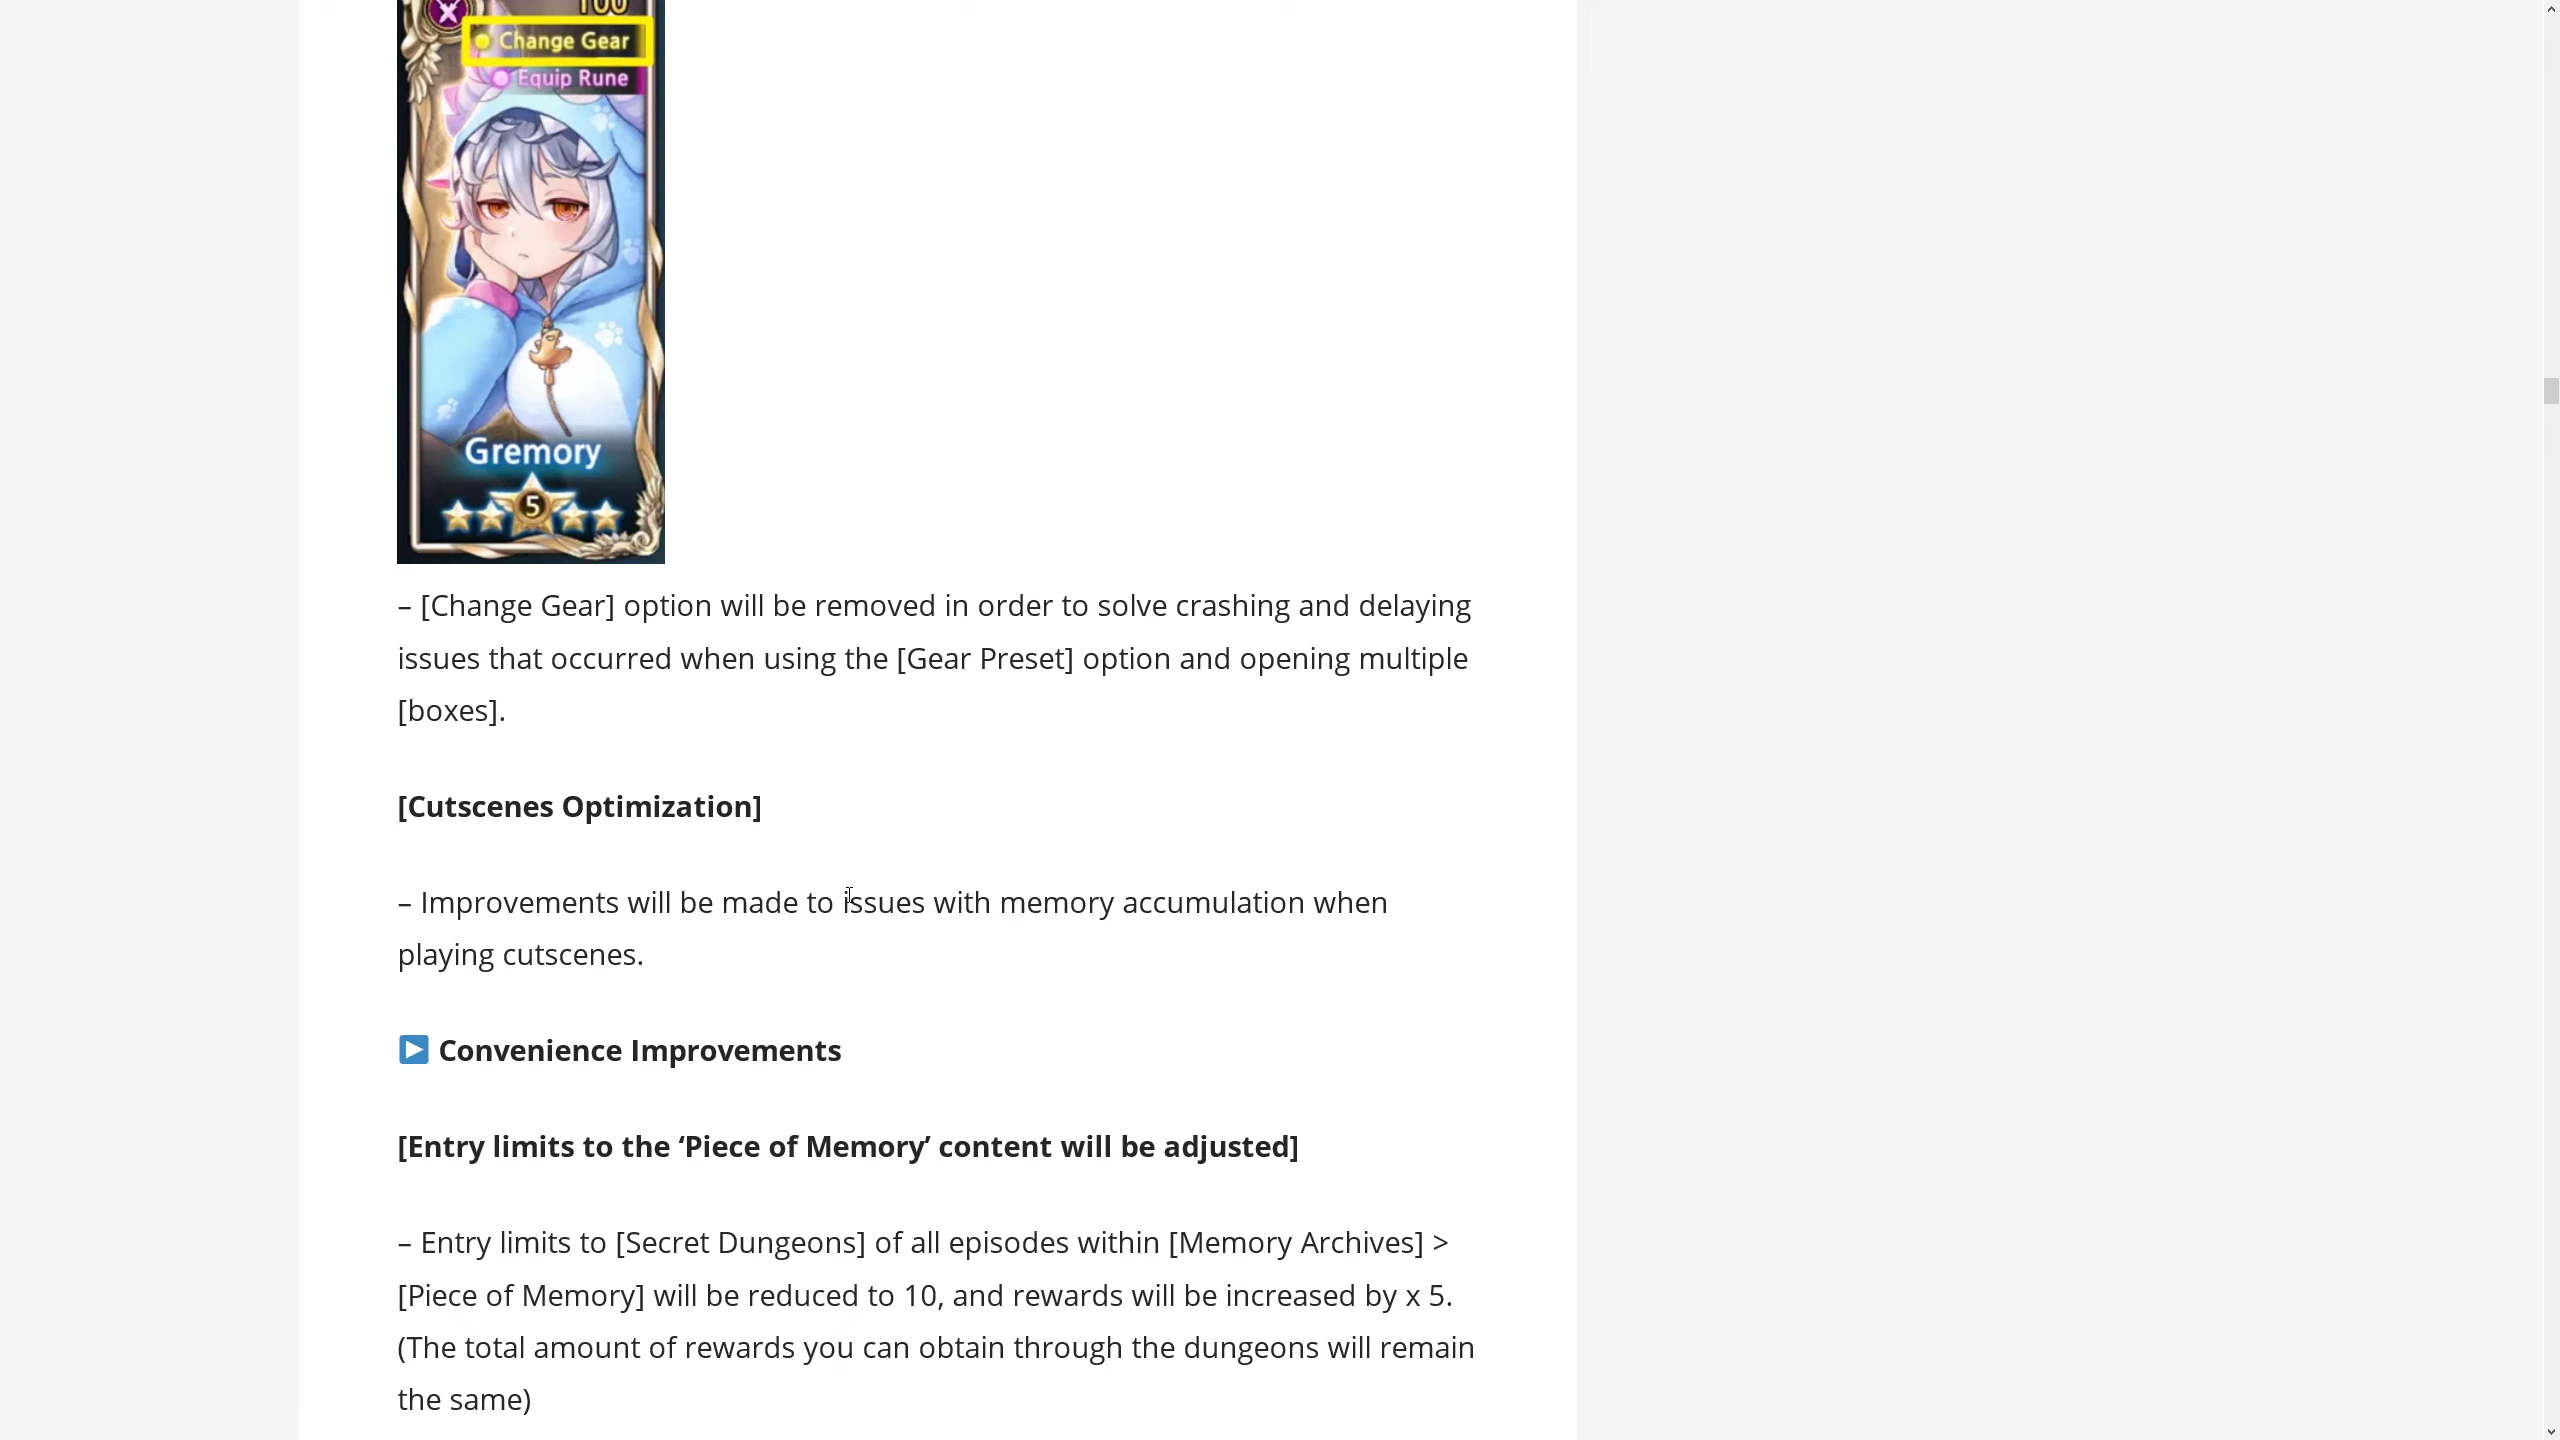 100
Change Gear
Equip Rune
Gremory
5
– [Change Gear] option will be removed in order to solve crashing and delaying
issues that occurred when using the [Gear Preset] option and opening multiple
[boxes].
[Cutscenes Optimization]
– Improvements will be made to issues with memory accumulation when
playing cutscenes.
Convenience Improvements
[Entry limits to the ‘Piece of Memory’ content will be adjusted]
– Entry limits to [Secret Dungeons] of all episodes within [Memory Archives] >
[Piece of Memory] will be reduced to 10, and rewards will be increased by x 5.
(The total amount of rewards you can obtain through the dungeons will remain
the same)